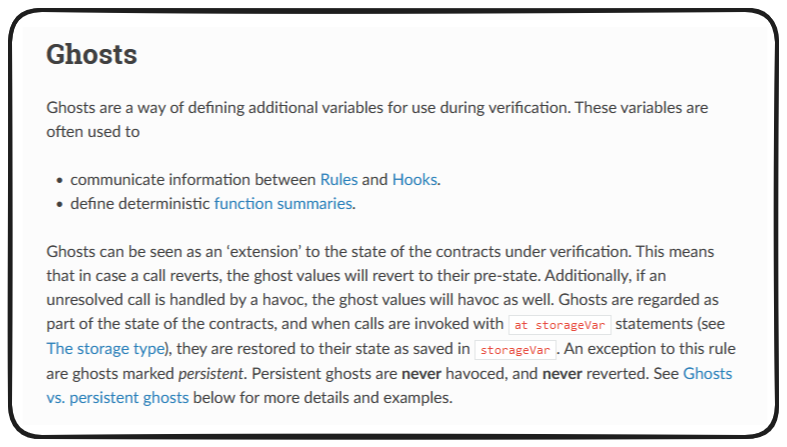 Ghosts
Ghosts are a way of defining additional variables for use during verification. These variables are
often used to
• communicate information between Rules and Hooks.
• define deterministic function summaries.
Ghosts can be seen as an ‘extension’ to the state of the contracts under verification. This means
that in case a call reverts, the ghost values will revert to their pre-state. Additionally, if an
unresolved call is handled by a havoc, the ghost values will havoc as well. Ghosts are regarded as
part of the state of the contracts, and when calls are invoked with at storageVar statements (see
The storage type), they are restored to their state as saved in storageVar . An exception to this rule
are ghosts marked persistent. Persistent ghosts are never havoced, and never reverted. See Ghosts
vs. persistent ghosts below for more details and examples.